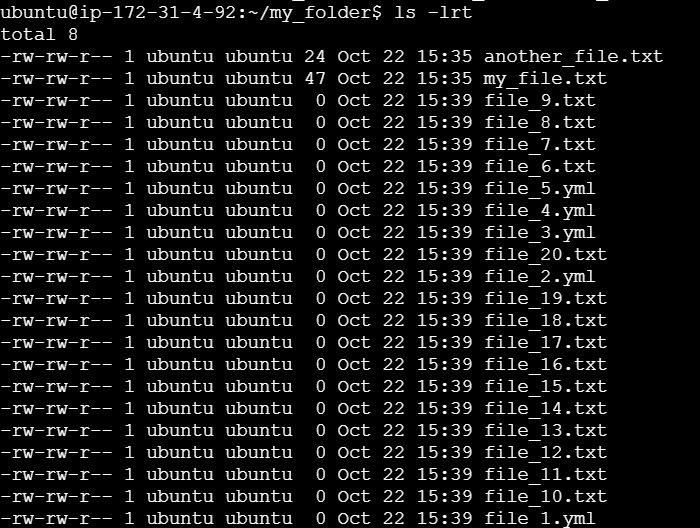 ubuntu@ip-172-31-4-92:~/my_folder$ ls -lrt
total 8
-rw-rw-r-- 1 ubuntu ubuntu 24 Oct 22 15:35 another_file.txt
-rw-rw-r-- 1 ubuntu ubuntu 47 Oct 22 15:35 my_file.txt
-rw-rw-r-- 1 ubuntu ubuntu  0 Oct 22 15:39 file_9.txt
-rw-rw-r-- 1 ubuntu ubuntu  0 Oct 22 15:39 file_8.txt
-rw-rw-r-- 1 ubuntu ubuntu  0 Oct 22 15:39 file_7.txt
-rw-rw-r-- 1 ubuntu ubuntu  0 Oct 22 15:39 file_6.txt
-rw-rw-r-- 1 ubuntu ubuntu  0 Oct 22 15:39 file_5.yml
-rw-rw-r-- 1 ubuntu ubuntu  0 Oct 22 15:39 file_4.yml
-rw-rw-r-- 1 ubuntu ubuntu  0 Oct 22 15:39 file_3.yml
-rw-rw-r-- 1 ubuntu ubuntu  0 Oct 22 15:39 file_20.txt
-rw-rw-r-- 1 ubuntu ubuntu  0 Oct 22 15:39 file_2.yml
-rw-rw-r-- 1 ubuntu ubuntu  0 Oct 22 15:39 file_19.txt
-rw-rw-r-- 1 ubuntu ubuntu  0 Oct 22 15:39 file_18.txt
-rw-rw-r-- 1 ubuntu ubuntu  0 Oct 22 15:39 file_17.txt
-rw-rw-r-- 1 ubuntu ubuntu  0 Oct 22 15:39 file_16.txt
-rw-rw-r-- 1 ubuntu ubuntu  0 Oct 22 15:39 file_15.txt
-rw-rw-r-- 1 ubuntu ubuntu  0 Oct 22 15:39 file_14.txt
-rw-rw-r-- 1 ubuntu ubuntu  0 Oct 22 15:39 file_13.txt
-rw-rw-r-- 1 ubuntu ubuntu  0 Oct 22 15:39 file_12.txt
-rw-rw-r-- 1 ubuntu ubuntu  0 Oct 22 15:39 file_11.txt
-rw-rw-r-- 1 ubuntu ubuntu  0 Oct 22 15:39 file_10.txt
-rw-rw-r-- 1 ubuntu ubuntu  0 Oct 22 15:39 file_1.yml